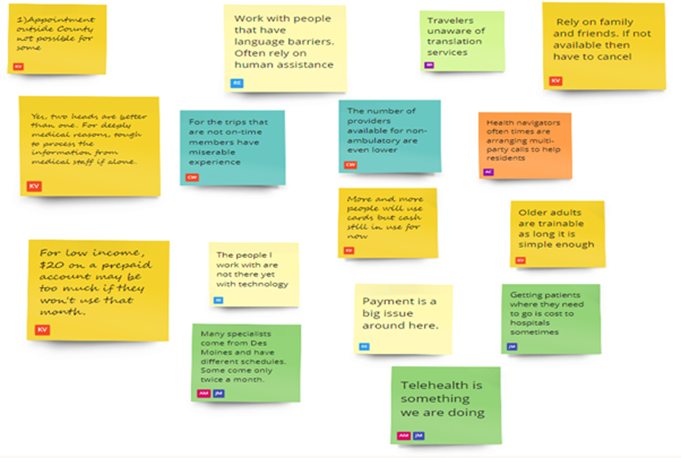 1)Appointment
outside County
not possible for
some
KV
Work with people
that have
language barriers.
Often rely on
human assistance
Travelers
unaware of
translation
services
Rely on family
and friends. If not
available then
have to cancel
KV
Yes, two heads are better
than one. For deeply
medical reasons, tough
to process the
information from
medical staff if alone.
KV
For the trips that
are not on-time
members have
miserable
experience
CW
The number of
providers
available for non-
ambulatory are
even lower
CW
Health navigators
often times are
arranging multi-
party calls to help
residents
AC
More and more
people will use
cards but cash
still in use for
now
KV
Older adults
are trainable
as long it is
simple enough
KV
For low income,
$20 on a prepaid
account may be
too much if they
won't use that
month.
KV
The people I
work with are
not there yet
with technology
Payment is a
big issue
around here.
Getting patients
where they need
to go is cost to
hospitals
sometimes
JM
Many specialists
come from Des
Moines and have
different schedules.
Some come only
twice a month.
AM JM
Telehealth is
something
we are doing
AM JM